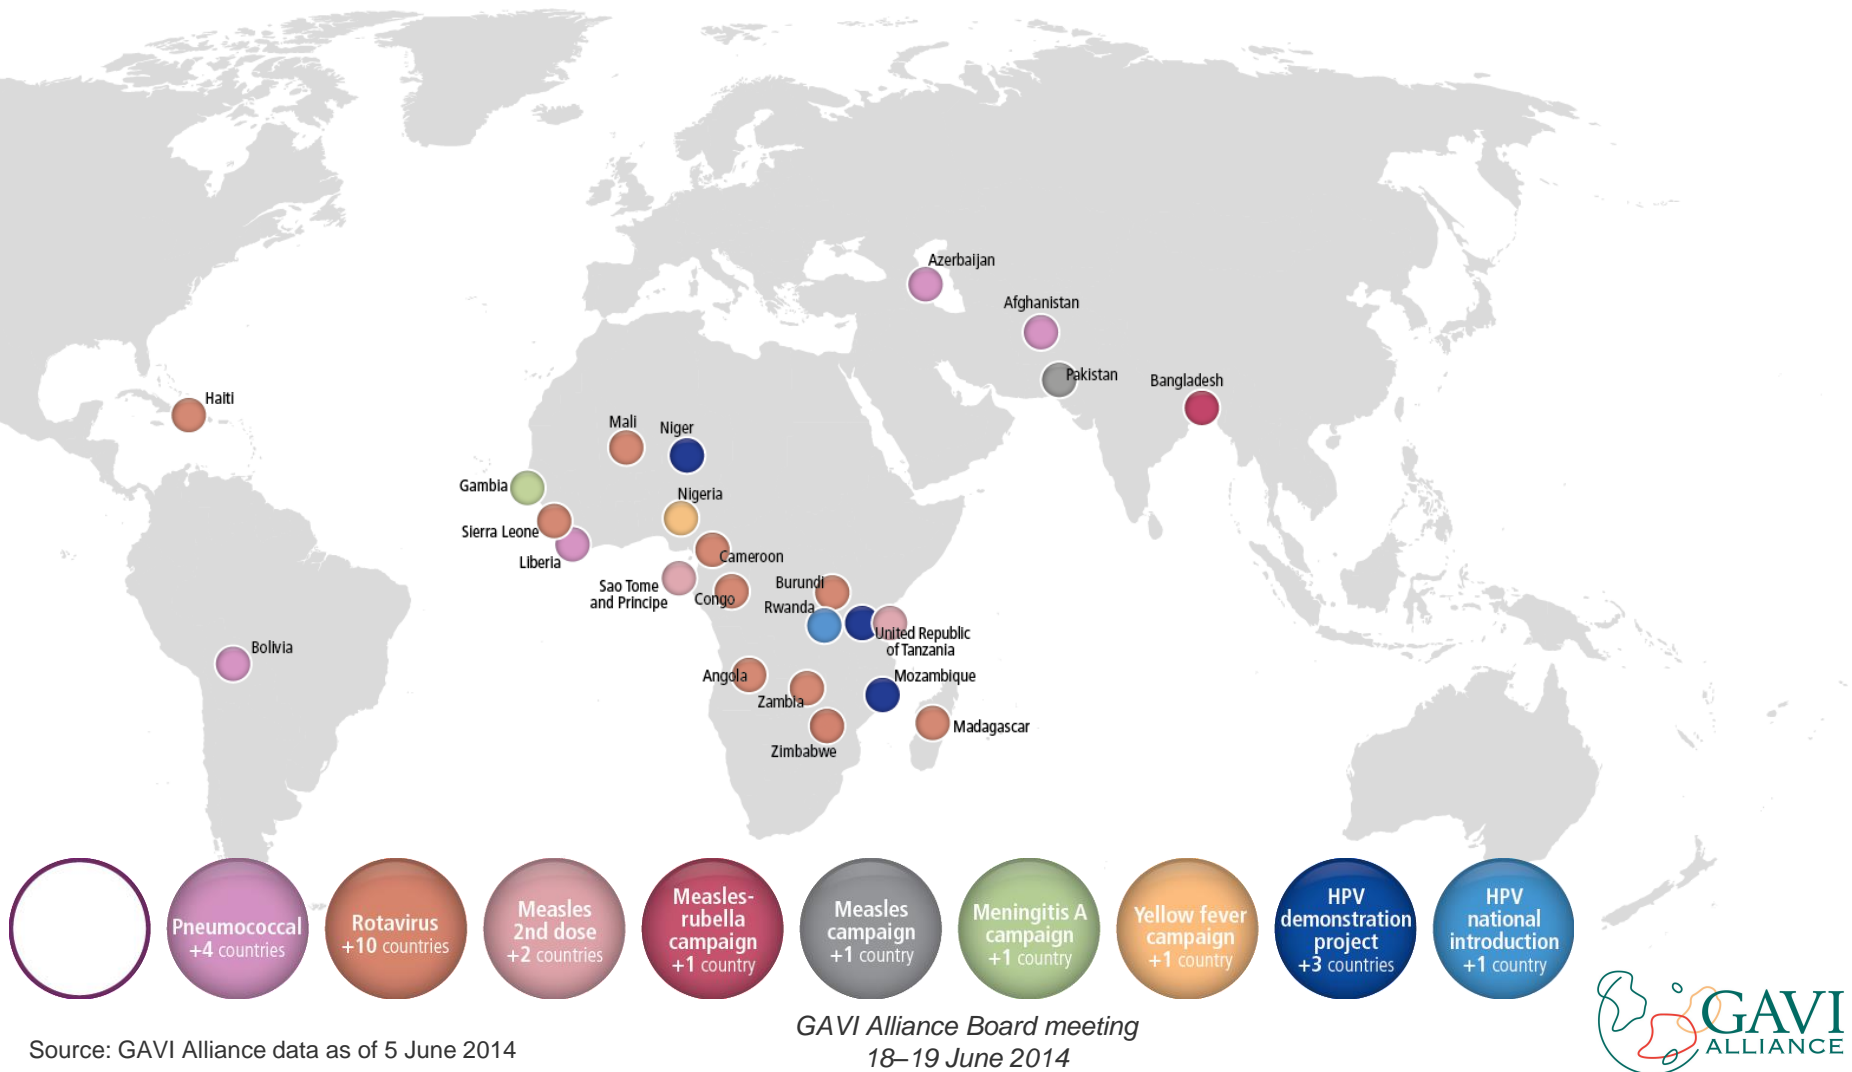 Azerbaijan
Afghanistan
Pakistan
Bangladesh
Haiti
Mali
Niger
Gambia
Nigeria
Sierra Leone
Liberia
Cameroon
Sao Tome
and Principe
Congo
Burundi
Rwanda
United Republic
of Tanzania
Bolivia
Angola
Mozambique
Zambia
Madagascar
Zimbabwe
Pneumococcal
+4 countries
Rotavirus
+10 countries
Measles
2nd dose
+2 countries
Measles-
rubella
campaign
+1 country
Measles
campaign
+1 country
Meningitis A
campaign
+1 country
Yellow fever
campaign
+1 country
HPV
demonstration
project
+3 countries
HPV
national
introduction
+1 country
Source: GAVI Alliance data as of 5 June 2014
GAVI Alliance Board meeting
18–19 June 2014
GAVI
ALLIANCE